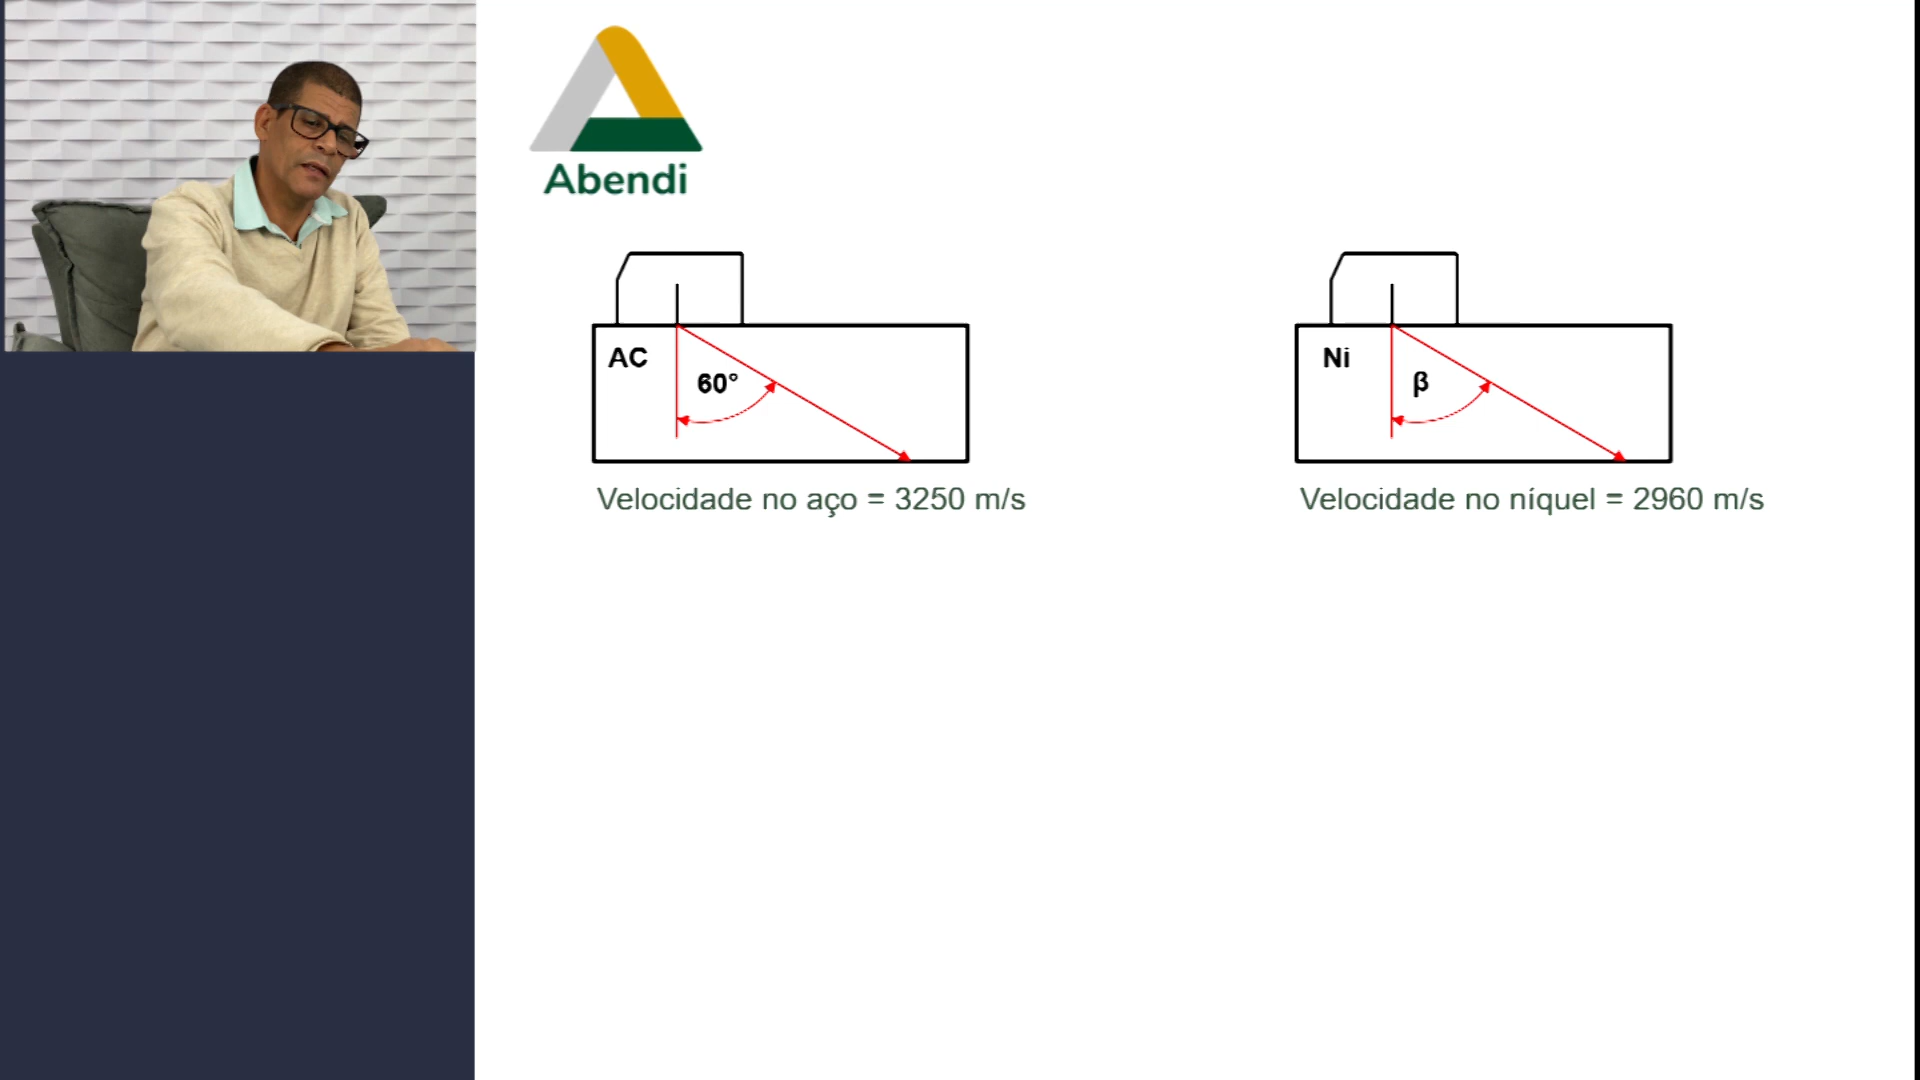 Abendi
AC
60°
Velocidade no aço = 3250 m/s
Ni
β
Velocidade no níquel = 2960 m/s